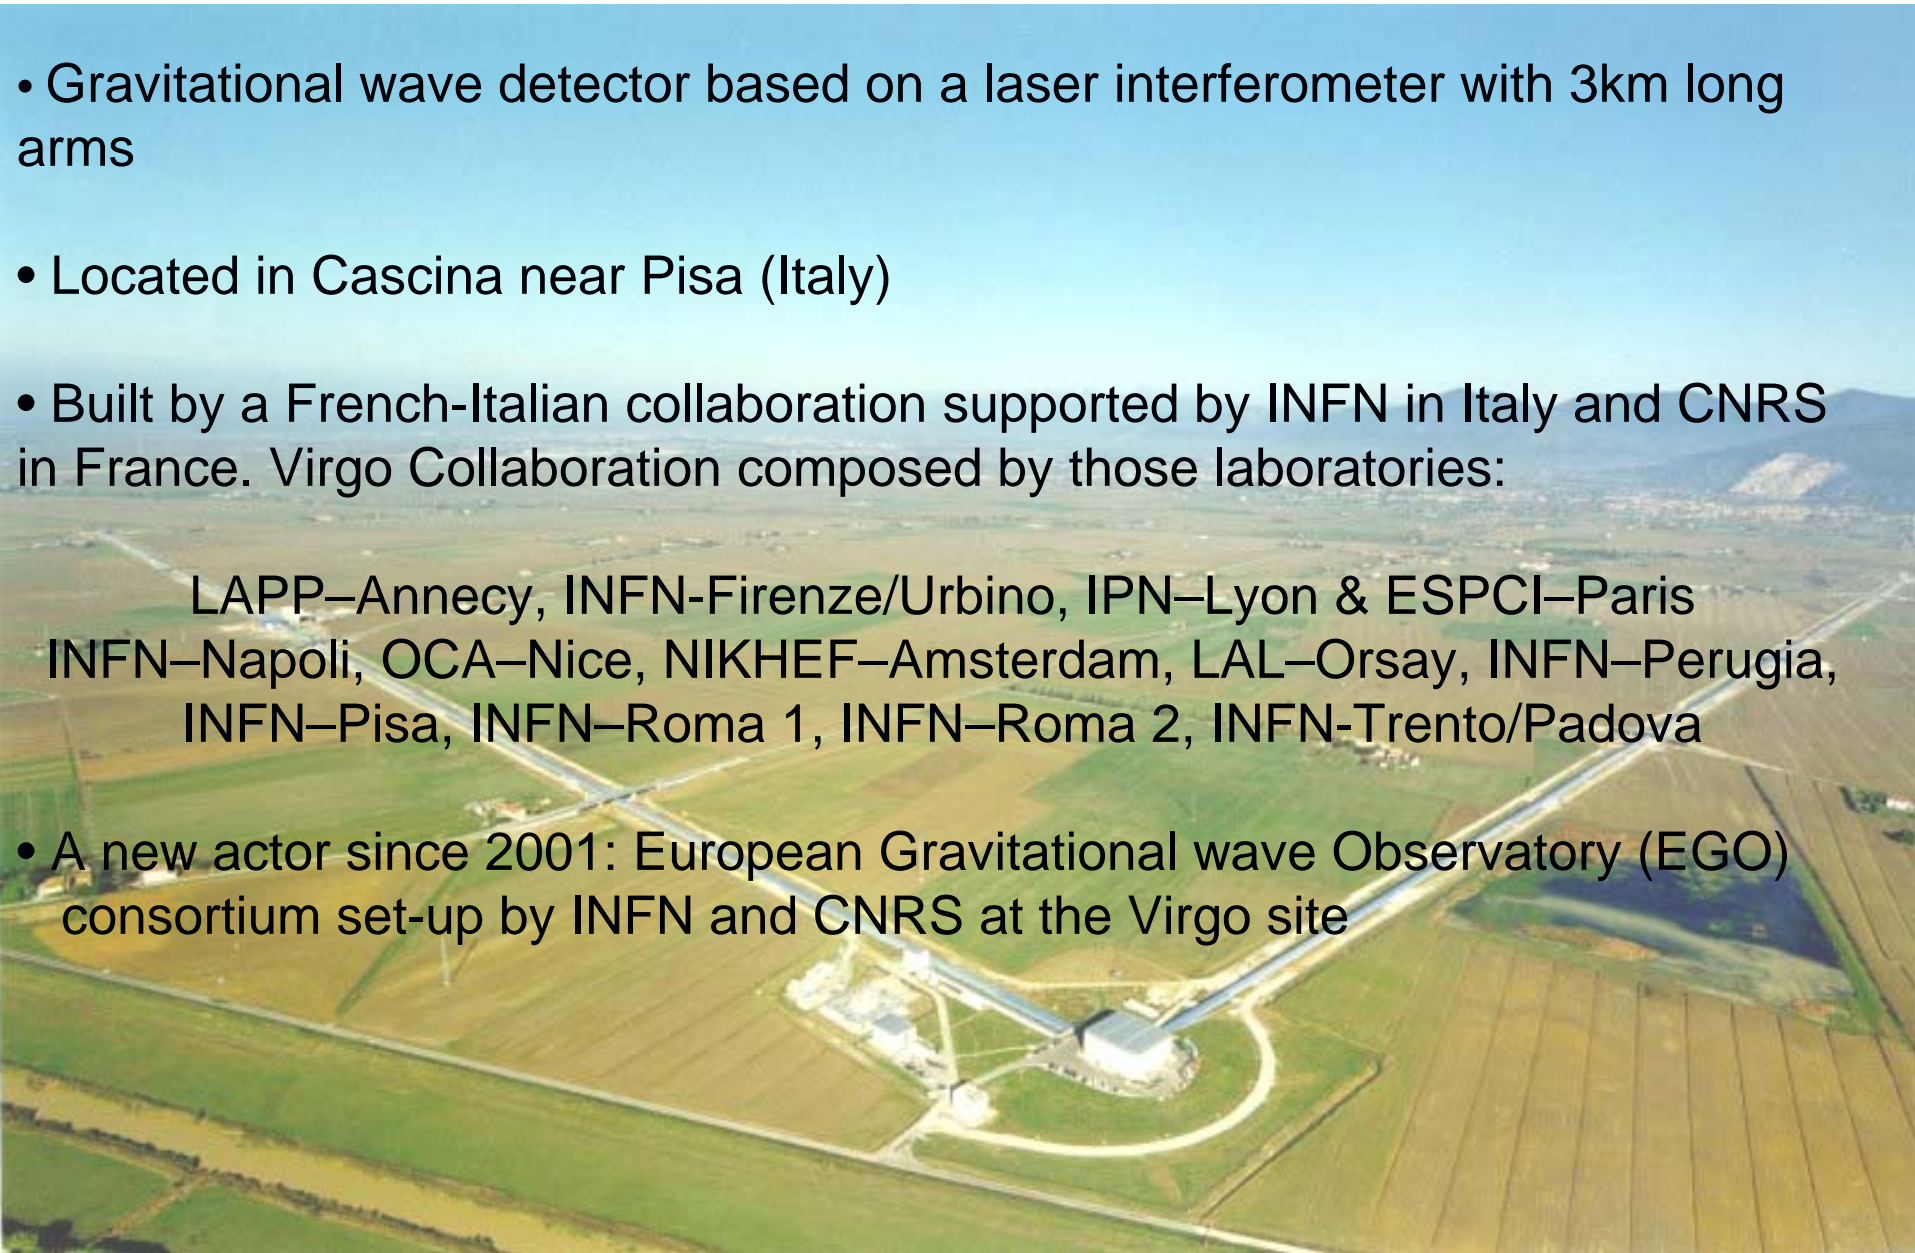 • Gravitational wave detector based on a laser interferometer with 3km long
arms
• Located in Cascina near Pisa (Italy)
• Built by a French-Italian collaboration supported by INFN in Italy and CNRS
in France. Virgo Collaboration composed by those laboratories:
LAPP–Annecy, INFN-Firenze/Urbino, IPN–Lyon & ESPCI–Paris
INFN–Napoli, OCA–Nice, NIKHEF–Amsterdam, LAL–Orsay, INFN–Perugia,
INFN–Pisa, INFN–Roma 1, INFN–Roma 2, INFN-Trento/Padova
• A new actor since 2001: European Gravitational wave Observatory (EGO)
consortium set-up by INFN and CNRS at the Virgo site